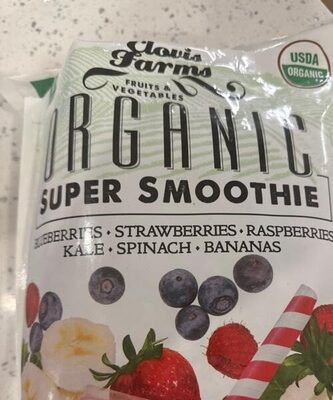 Clovis
Farms
FRUITS &
VEGETABLES
USDA
ORGANIC
ORGANIC
SUPER SMOOTHIE
BLUEBERRIES • STRAWBERRIES • RASPBERRIES
KALE • SPINACH • BANANAS